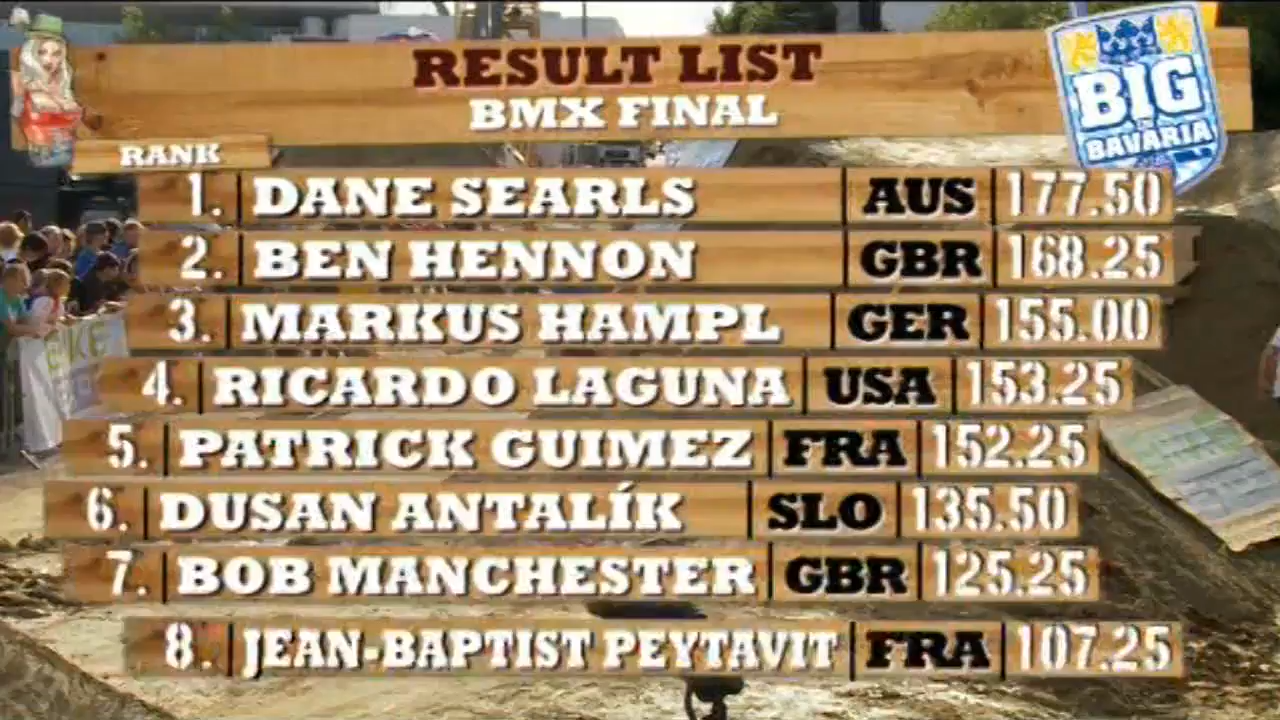 RESULT LIST
BMX FINAL
BIG
BAVARIA
RANK
1. DANE SEARLS AUS 177.50
2. BEN HENNON GBR 168.25
3. MARKUS HAMPL GER 155.00
4. RICARDO LAGUNA USA 153.25
5. PATRICK GUIMEZ FRA 152.25
6. DUSAN ANTALÍK SLO 135.50
7. BOB MANCHESTER GBR 125.25
8. JEAN-BAPTIST PEYTAVIT FRA 107.25